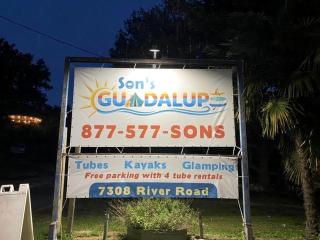 Son's
GUADALUPE
877-577-SONS
Tubes Kayaks Glamping
Free parking with 4 tube rentals
7308 River Road